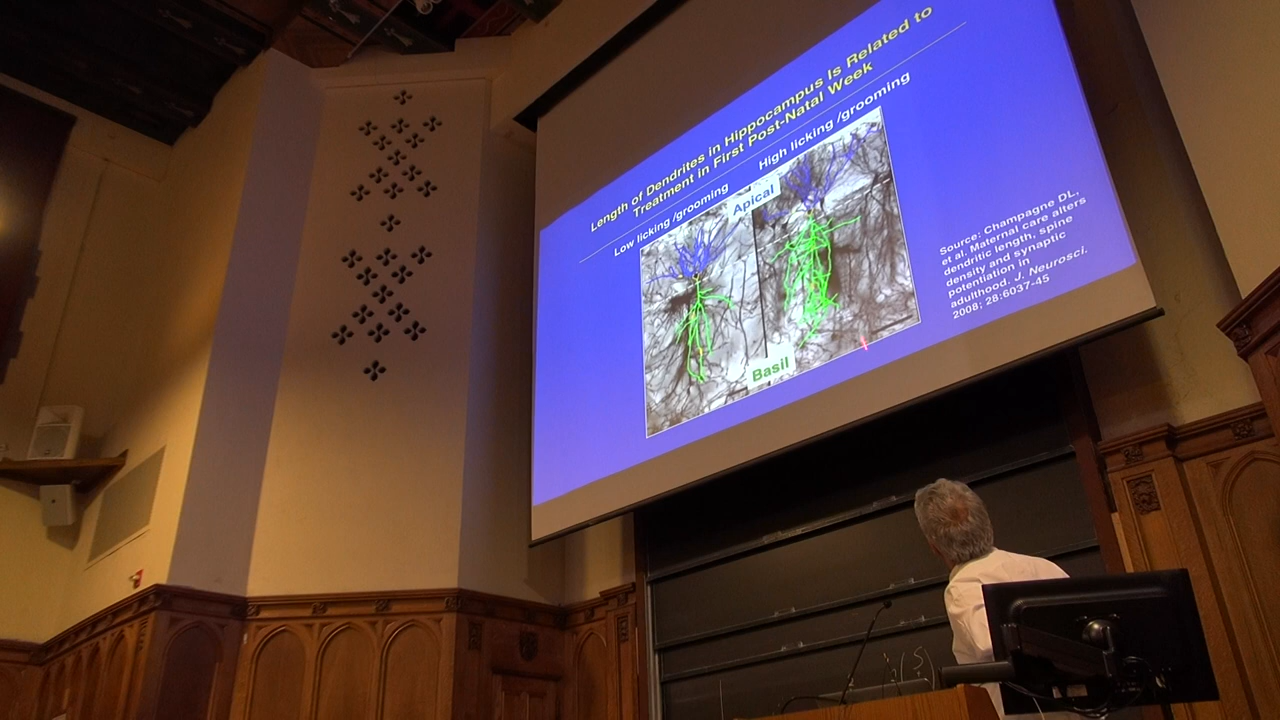 Length of Dendrites in Hippocampus Is Related to
Treatment in First Post-Natal Week
Low licking /grooming
High licking /grooming
Apical
Basil
Source: Champagne DL,
et al. Maternal care alters
dendritic length, spine
density and synaptic
potentiation in
adulthood. J. Neurosci.
2008; 28:6037-45